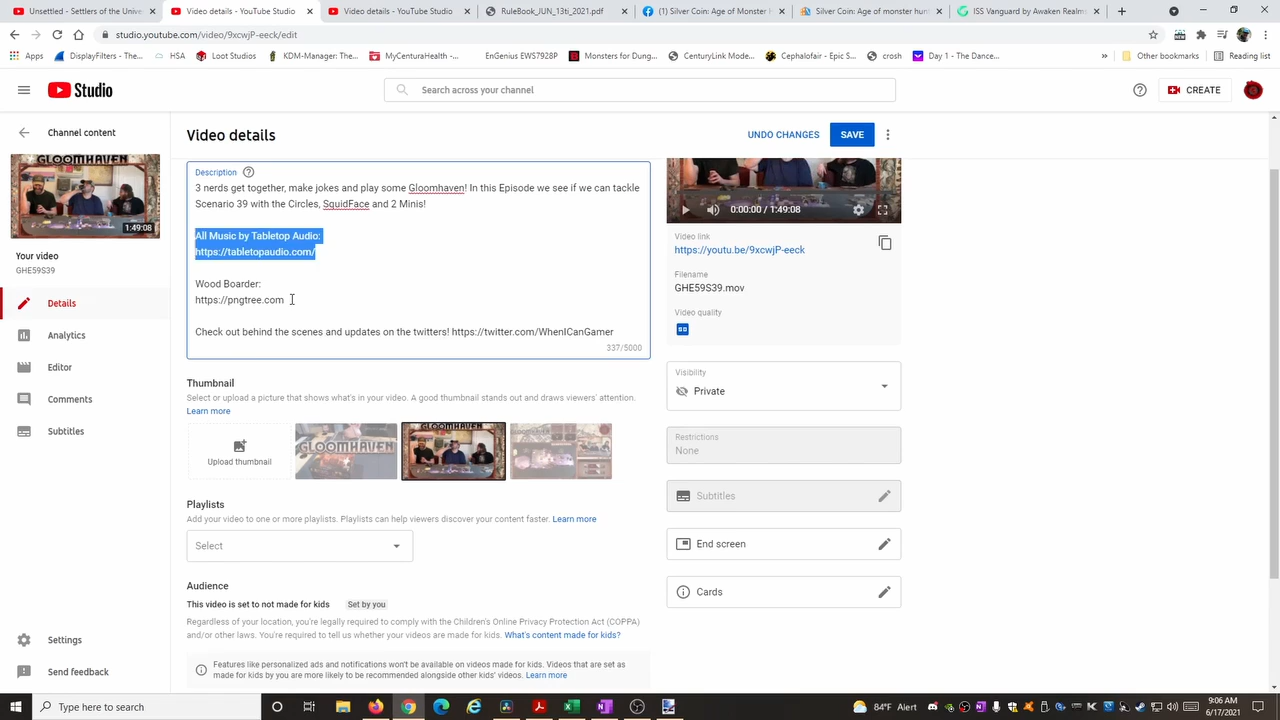 Unsettled - Settlers of the Univers
Video details - YouTube Studio
Video details - YouTube Studio
RuleBook_JUN_13ti_2021.pdf
(1) Silver Coin: Age of Monster H
Silver Coin: Age of monster hunt
ISS Vanguard by Awaken Realms
studio.youtube.com/video/9xcwjP-eeck/edit
Apps
DisplayFilters - The...
HSA
Loot Studios
KDM-Manager: The...
MyCenturaHealth -...
EnGenius EWS7928P
Monsters for Dung...
CenturyLink Mode...
Cephalofair - Epic S...
crosh
Day 1 - The Dance...
»
Other bookmarks
Reading list
Studio
Search across your channel
CREATE
Channel content
Video details
UNDO CHANGES
SAVE
GLOOMHAVEN
1:49:08
Your video
GHE59S39
Details
Analytics
Editor
Comments
Subtitles
Settings
Send feedback
Description
3 nerds get together, make jokes and play some Gloomhaven! In this Episode we see if we can tackle
Scenario 39 with the Circles, SquidFace and 2 Minis!
All Music by Tabletop Audio:
https://tabletopaudio.com/
Wood Boarder:
https://pngtree.com
Check out behind the scenes and updates on the twitters! https://twitter.com/WhenICanGamer
337/5000
Thumbnail
Select or upload a picture that shows what's in your video. A good thumbnail stands out and draws viewers' attention.
Learn more
Upload thumbnail
GLOOMHAVEN
GLOOMHAVEN
Playlists
Add your video to one or more playlists. Playlists can help viewers discover your content faster. Learn more
Select
Audience
This video is set to not made for kids Set by you
Regardless of your location, you're legally required to comply with the Children's Online Privacy Protection Act (COPPA)
and/or other laws. You're required to tell us whether your videos are made for kids. What's content made for kids?
Features like personalized ads and notifications won't be available on videos made for kids. Videos that are set as
made for kids by you are more likely to be recommended alongside other kids' videos. Learn more
0:00:00 / 1:49:08
Video link
https://youtu.be/9xcwjP-eeck
Filename
GHE59S39.mov
Video quality
Visibility
Private
Restrictions
None
Subtitles
End screen
Cards
Type here to search
84°F Alert
9:06 AM
6/17/2021